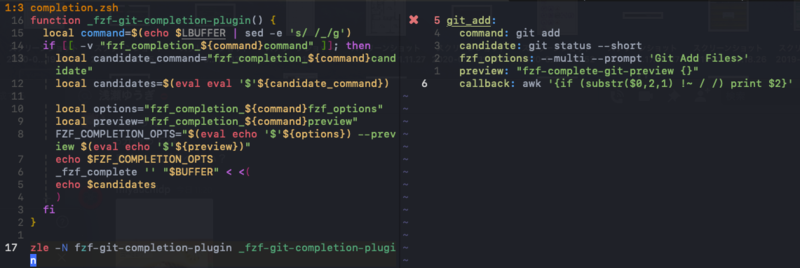 1:3 completion.zsh
16 function _fzf-git-completion-plugin() {
15 local command=$(echo $LBUFFER | sed -e 's/ /_/g')
14 if [[ -v "fzf_completion_${command}command" ]]; then
13 local candidate_command="fzf_completion_${command}cand
idate"
12 local candidates=$(eval eval '$'${candidate_command})
11
10 local options="fzf_completion_${command}fzf_options"
9 local preview="fzf_completion_${command}preview"
8 FZF_COMPLETION_OPTS="$(eval echo '$'${options}) --prev
iew $(eval echo '$'${preview})"
7 echo $FZF_COMPLETION_OPTS
6 _fzf_complete '' "$BUFFER" < <(
5 echo $candidates
4 )
3 fi
2 }
1
17 zle -N fzf-git-completion-plugin _fzf-git-completion-plugi
n
5 git_add:
4 command: git add
3 candidate: git status --short
2 fzf_options: --multi --prompt 'Git Add Files>'
1 preview: "fzf-complete-git-preview {}"
6 callback: awk '{if (substr($0,2,1) !~ / /) print $2}'
~
~
~
~
~
~
~
~
~
~
~
~
~